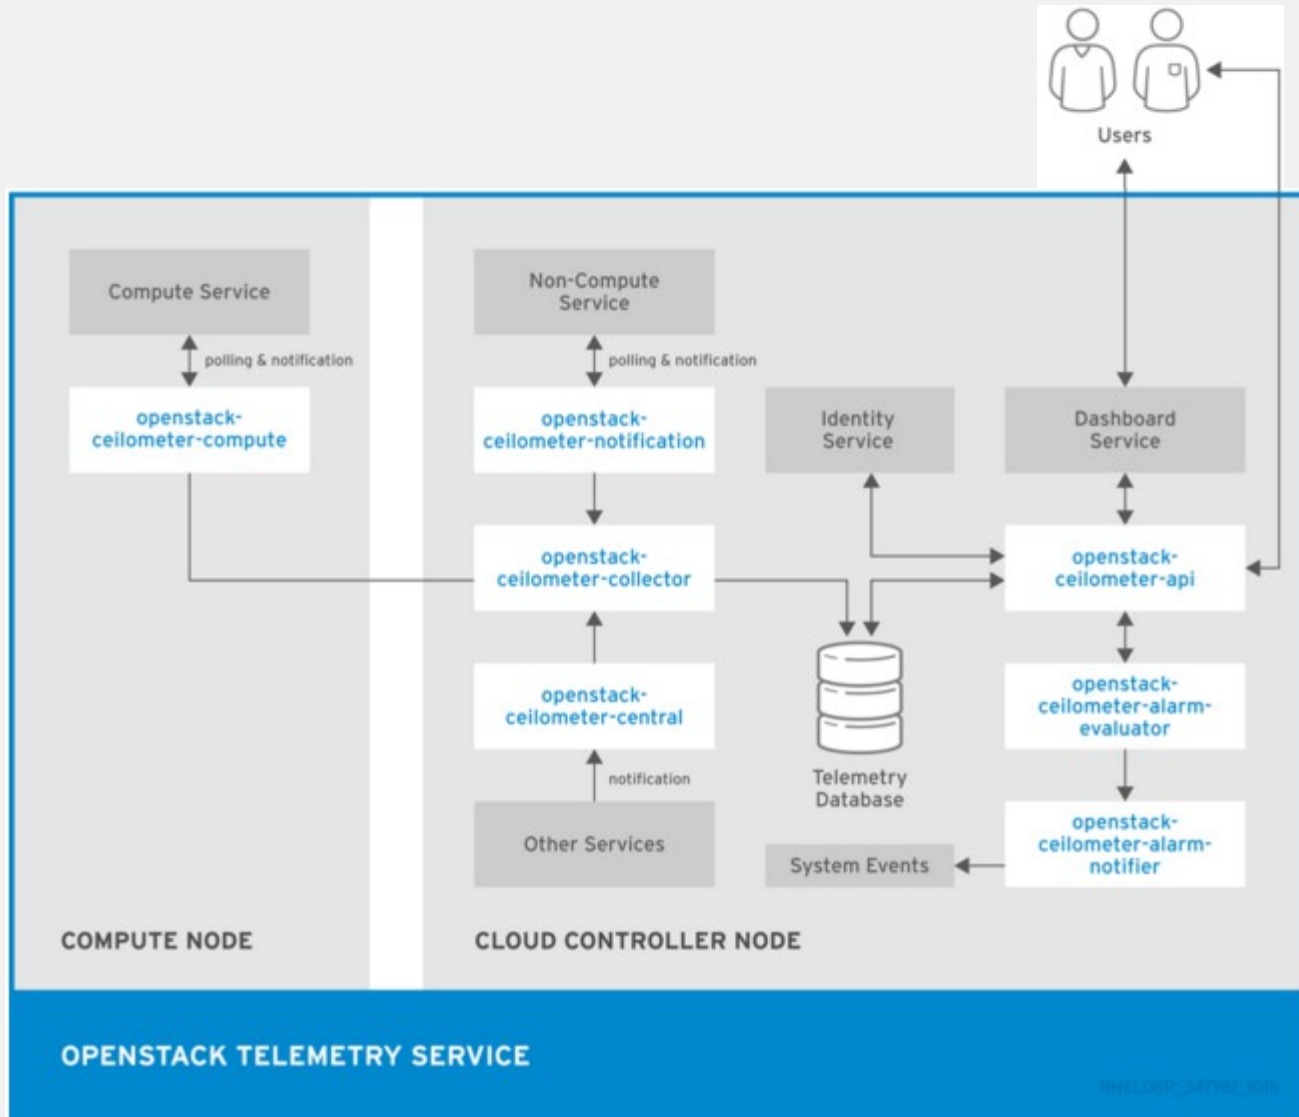 Users
Compute Service
polling & notification
openstack-
ceilometer-compute
Non-Compute
Service
polling & notification
openstack-
ceilometer-notification
Identity
Service
Dashboard
Service
openstack-
ceilometer-collector
openstack-
ceilometer-api
openstack-
ceilometer-central
Telemetry
Database
openstack-
ceilometer-alarm-
evaluator
notification
Other Services
System Events
openstack-
ceilometer-alarm-
notifier
COMPUTE NODE
CLOUD CONTROLLER NODE
OPENSTACK TELEMETRY SERVICE
RHELOSP_347192_1015